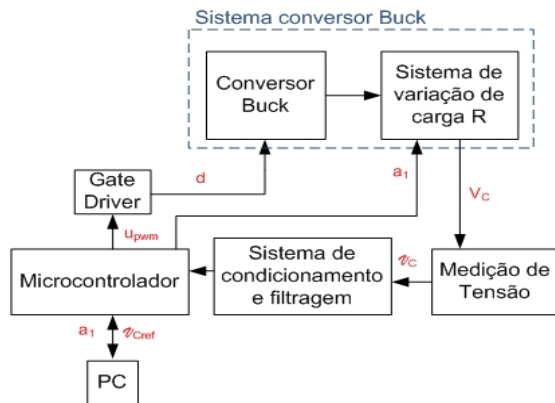 Sistema conversor Buck
Conversor
Buck
Sistema de
variação de
carga R
Gate
Driver
d
a1
VC
upwm
Microcontrolador
Sistema de
condicionamento
e filtragem
vC
Medição de
Tensão
a1
vCref
PC